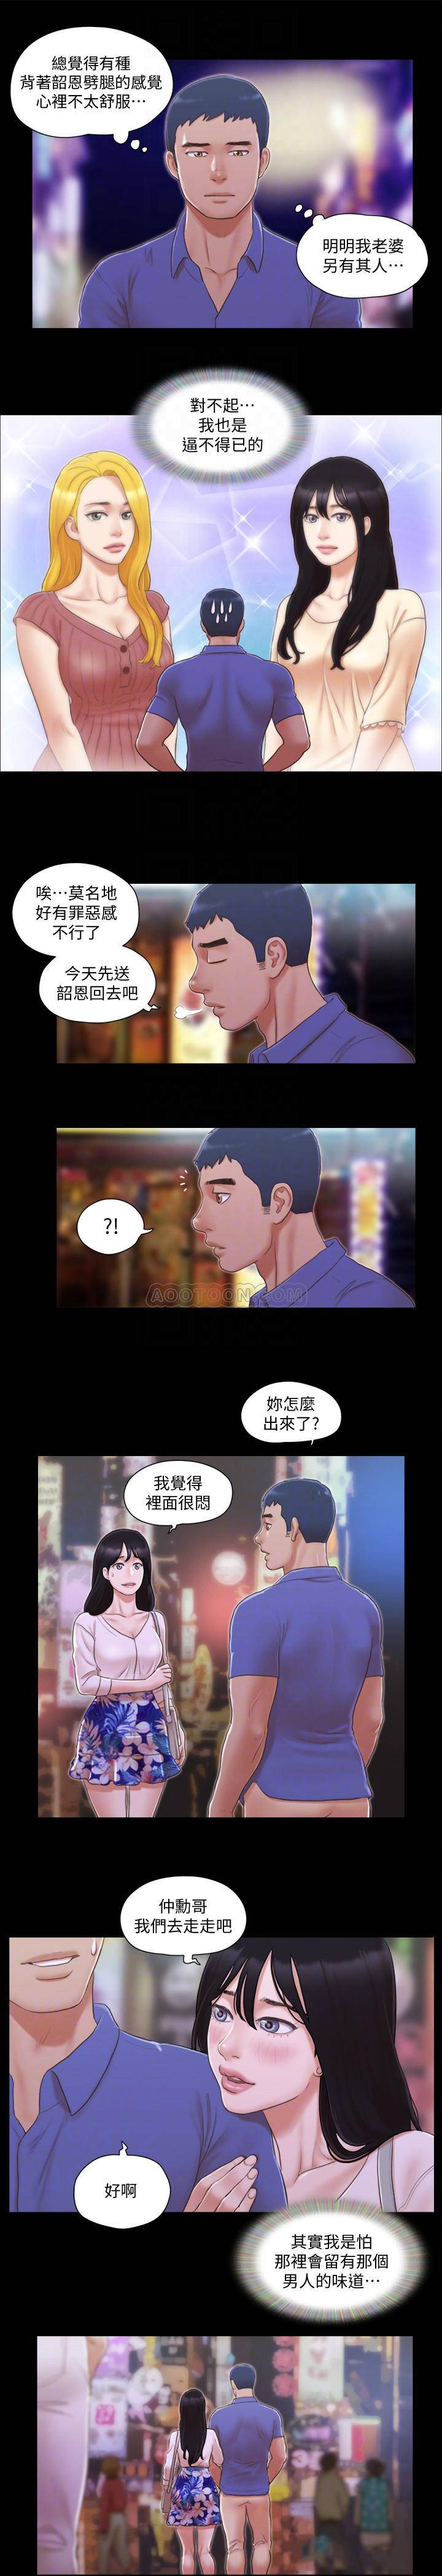 總覺得有種
背著韶恩劈腿的感覺
心裡不太舒服…
明明我老婆
另有其人…
對不起…
我也是
逼不得已的
唉…莫名地
好有罪惡感
不行了
今天先送
韶恩回去吧
?!
AOOTOON.COM
妳怎麼
出來了?
我覺得
裡面很悶
仲勳哥
我們去走走吧
好啊
其實我是怕
那裡會留有那個
男人的味道…